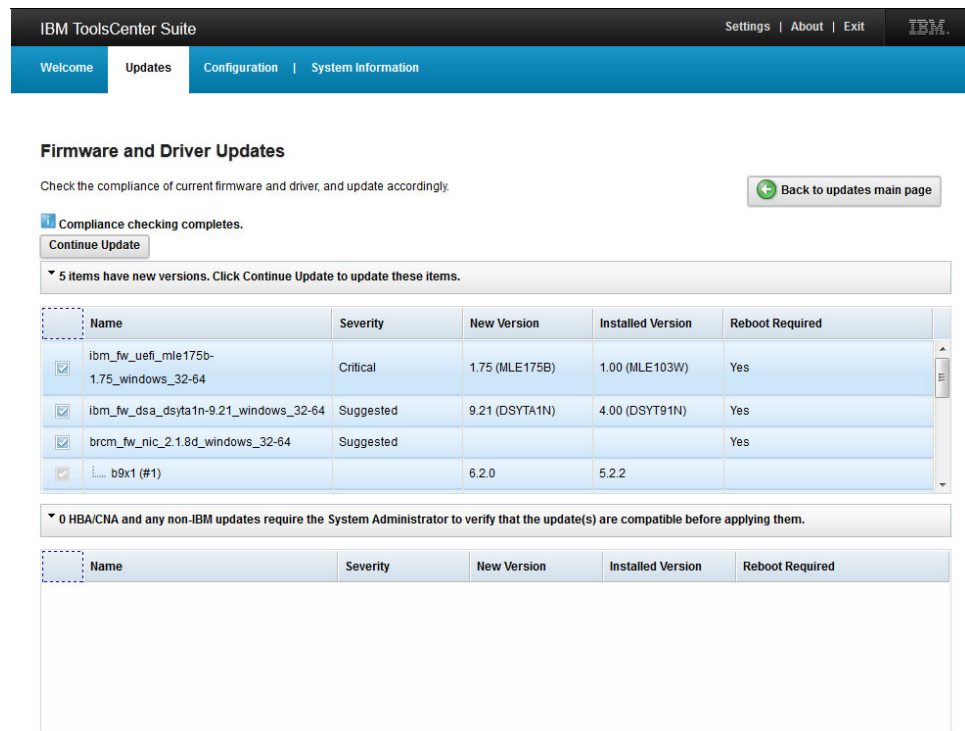 IBM ToolsCenter Suite
Settings | About | Exit
IBM.
Welcome
Updates
Configuration | System Information
Firmware and Driver Updates
Check the compliance of current firmware and driver, and update accordingly.
Back to updates main page
Compliance checking completes.
Continue Update
5 items have new versions. Click Continue Update to update these items.
Name Severity New Version Installed Version Reboot Required
ibm_fw_uefi_mle175b-
1.75_windows_32-64 Critical 1.75 (MLE175B) 1.00 (MLE103W) Yes
ibm_fw_dsa_dsyta1n-9.21_windows_32-64 Suggested 9.21 (DSYTA1N) 4.00 (DSYT91N) Yes
brcm_fw_nic_2.1.8d_windows_32-64 Suggested Yes
b9x1 (#1) 6.2.0 5.2.2
0 HBA/CNA and any non-IBM updates require the System Administrator to verify that the update(s) are compatible before applying them.
Name Severity New Version Installed Version Reboot Required